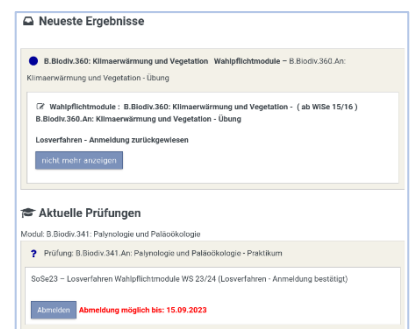 Neueste Ergebnisse
B.Biodiv.360: Klimaerwärmung und Vegetation Wahlpflichtmodule – B.Biodiv.360.An:
Klimaerwärmung und Vegetation - Übung
Wahlpflichtmodule : B.Biodiv.360: Klimaerwärmung und Vegetation - ( ab WiSe 15/16 )
B.Biodiv.360.An: Klimaerwärmung und Vegetation - Übung
Losverfahren - Anmeldung zurückgewiesen
nicht mehr anzeigen
Aktuelle Prüfungen
Modul: B.Biodiv.341: Palynologie und Paläoökologie
? Prüfung: B.Biodiv.341.An: Palynologie und Paläoökologie - Praktikum
SoSe23 – Losverfahren Wahlpflichtmodule WS 23/24 (Losverfahren - Anmeldung bestätigt)
Abmelden Abmeldung möglich bis: 15.09.2023